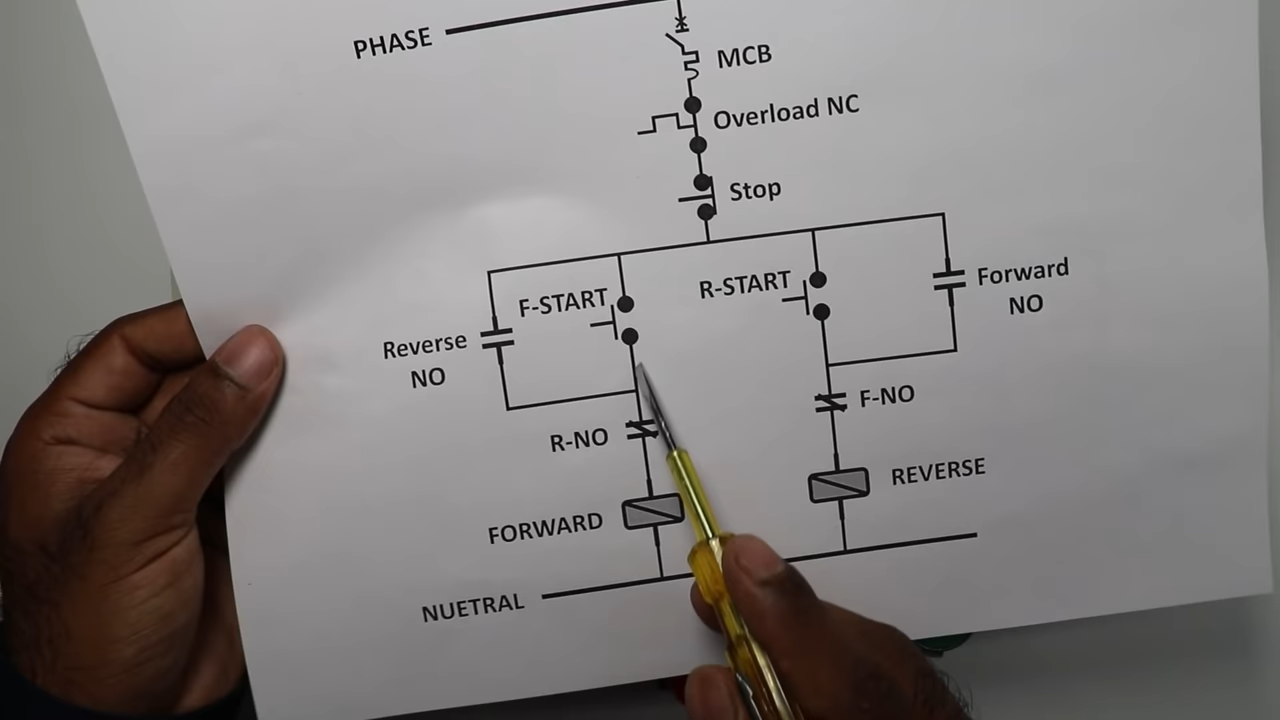 PHASE
MCB
Overload NC
Stop
F-START
R-START
Forward
NO
Reverse
NO
R-NO
F-NO
FORWARD
REVERSE
NUETRAL